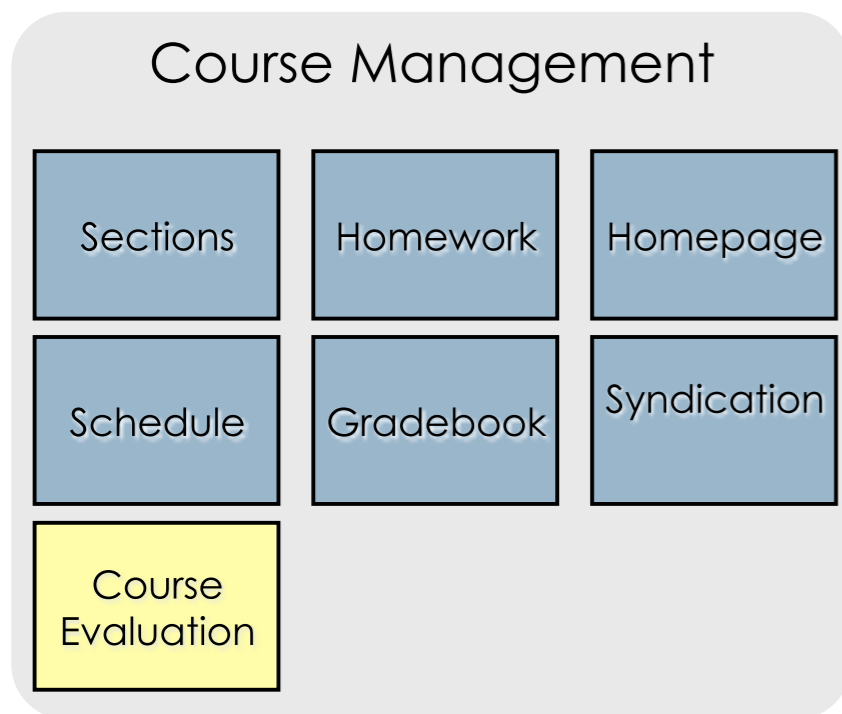 Course Management
Sections
Homework
Homepage
Schedule
Gradebook
Syndication
Course
Evaluation